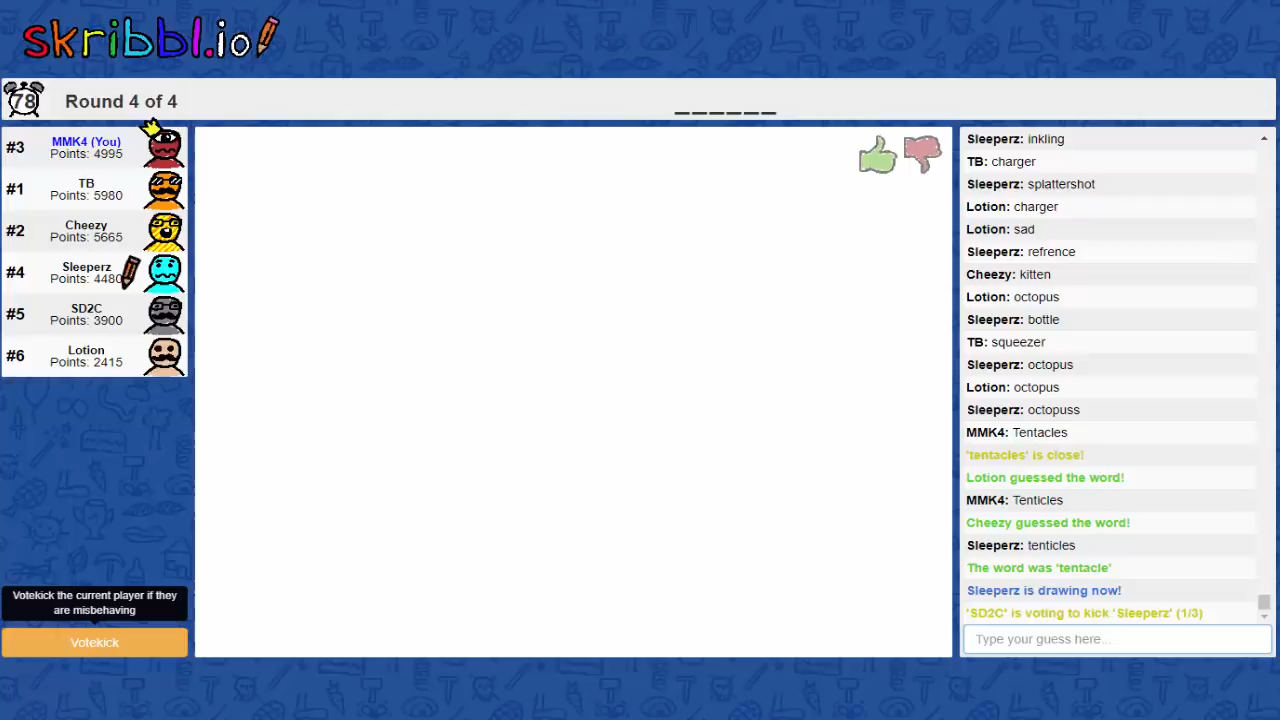 skribbl.io
78
Round 4 of 4
______
#3
MMK4 (You)
Points: 4995
#1
TB
Points: 5980
#2
Cheezy
Points: 5665
#4
Sleeperz
Points: 4480
#5
SD2C
Points: 3900
#6
Lotion
Points: 2415
Votekick the current player if they
are misbehaving
Votekick
Sleeperz: inkling
TB: charger
Sleeperz: splattershot
Lotion: charger
Lotion: sad
Sleeperz: refrence
Cheezy: kitten
Lotion: octopus
Sleeperz: bottle
TB: squeezer
Sleeperz: octopus
Lotion: octopus
Sleeperz: octopuss
MMK4: Tentacles
'tentacles' is close!
Lotion guessed the word!
MMK4: Tenticles
Cheezy guessed the word!
Sleeperz: tenticles
The word was 'tentacle'
Sleeperz is drawing now!
'SD2C' is voting to kick 'Sleeperz' (1/3)
Type your guess here...